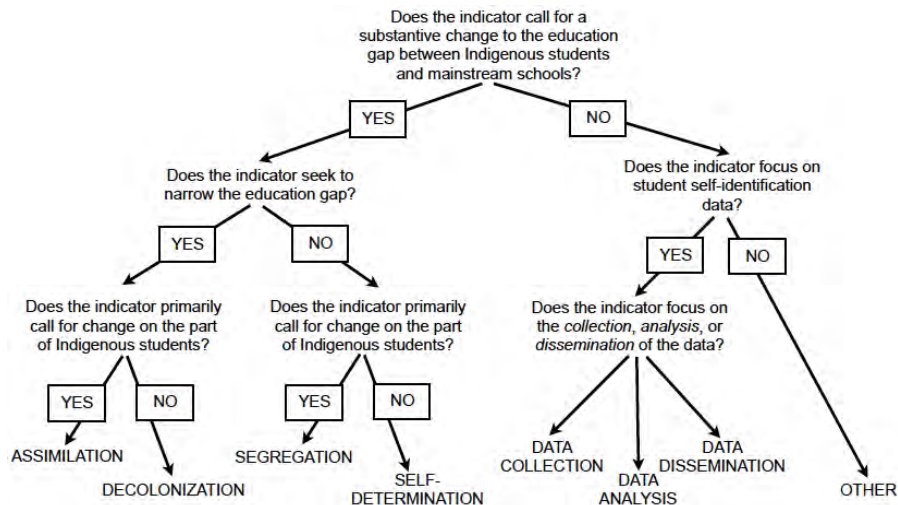 Does the indicator call for a
substantive change to the education
gap between Indigenous students
and mainstream schools?
YES
NO
Does the indicator seek to
narrow the education gap?
Does the indicator focus on
student self-identification
data?
YES
NO
YES
NO
Does the indicator primarily
call for change on the part
of Indigenous students?
Does the indicator primarily
call for change on the part
of Indigenous students?
Does the indicator focus on
the collection, analysis, or
dissemination of the data?
YES
NO
YES
NO
ASSIMILATION
DECOLONIZATION
SEGREGATION
SELF-
DETERMINATION
DATA
COLLECTION
DATA
ANALYSIS
DATA
DISSEMINATION
OTHER